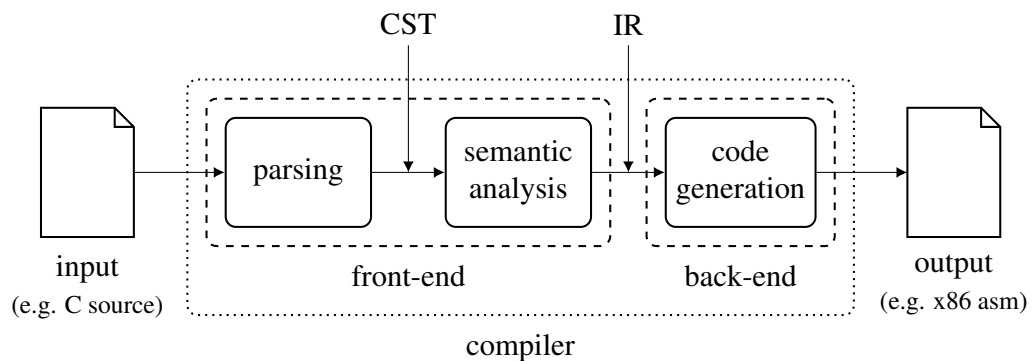 CST
IR
parsing
semantic
analysis
code
generation
input
(e.g. C source)
front-end
back-end
output
(e.g. x86 asm)
compiler